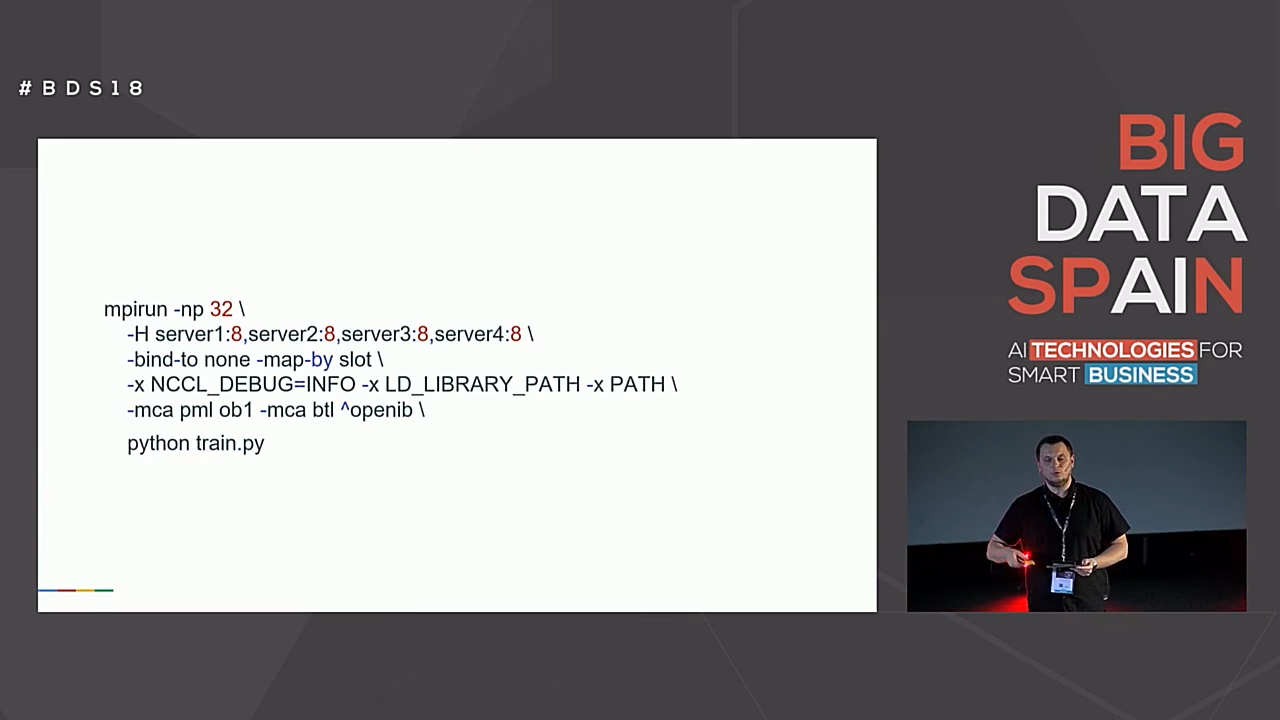 #BDS18
mpirun -np 32 \
-H server1:8,server2:8,server3:8,server4:8 \
-bind-to none -map-by slot \
-x NCCL_DEBUG=INFO -x LD_LIBRARY_PATH -x PATH \
-mca pml ob1 -mca btl ^openib \
python train.py
BIG
DATA
SPAIN
AI TECHNOLOGIES FOR
SMART BUSINESS